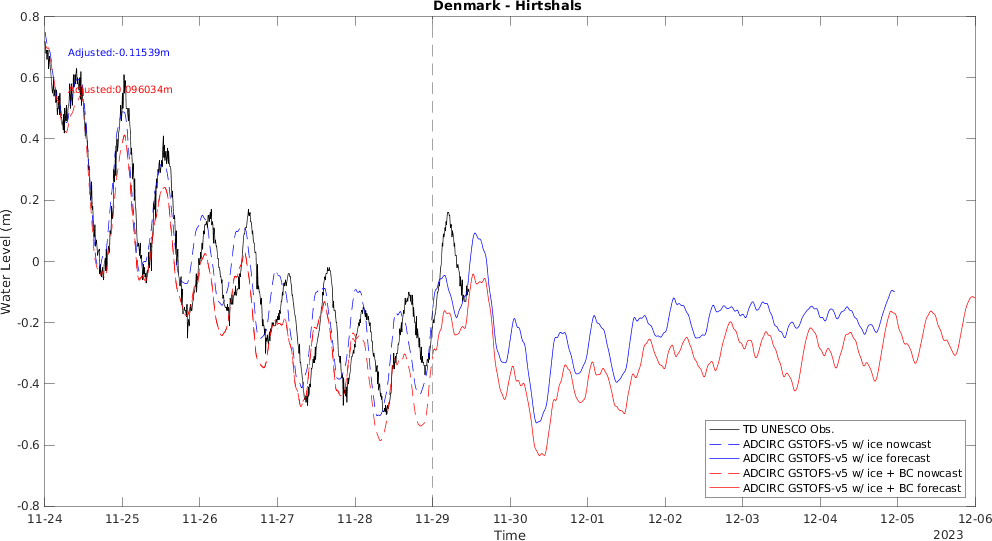 Denmark - Hirtshals
Adjusted:-0.11539m
Adjusted:0.096034m
Water Level (m)
0.8
0.6
0.4
0.2
0
-0.2
-0.4
-0.6
-0.8
11-24 11-25 11-26 11-27 11-28 11-29 11-30 12-01 12-02 12-03 12-04 12-05 12-06
Time
2023
TD UNESCO Obs.
ADCIRC GSTOFS-v5 w/ ice nowcast
ADCIRC GSTOFS-v5 w/ ice forecast
ADCIRC GSTOFS-v5 w/ ice + BC nowcast
ADCIRC GSTOFS-v5 w/ ice + BC forecast